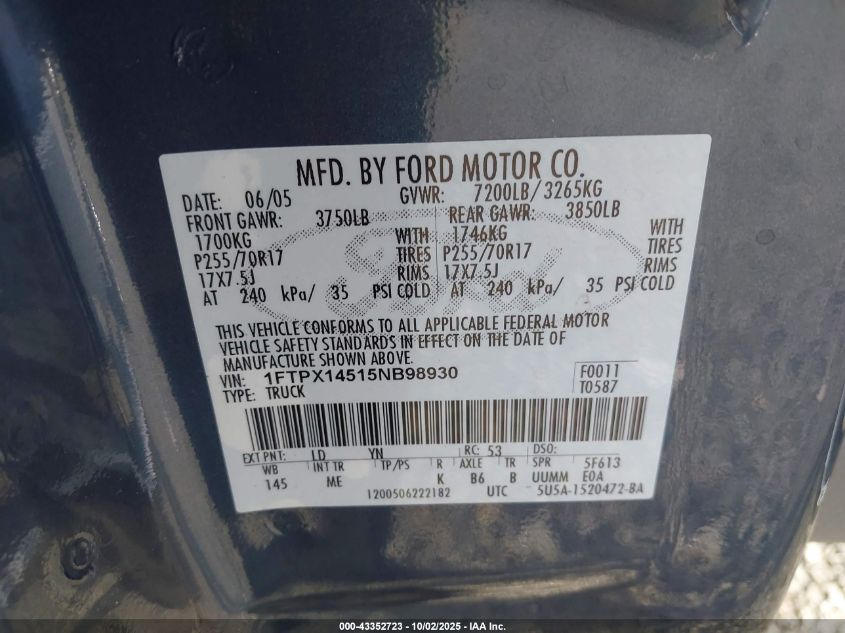 MFD. BY FORD MOTOR CO.
DATE: 06/05 GVWR: 7200LB/3265KG
FRONT GAWR: 3750LB REAR GAWR: 3850LB
1700KG WITH 1746KG WITH
P255/70R17 TIRES P255/70R17 TIRES
17X7.5J RIMS 17X7.5J RIMS
AT 240 kPa/ 35 PSI COLD AT 240 kPa/ 35 PSI COLD
THIS VEHICLE CONFORMS TO ALL APPLICABLE FEDERAL MOTOR
VEHICLE SAFETY STANDARDS IN EFFECT ON THE DATE OF
MANUFACTURE SHOWN ABOVE.
VIN: 1FTPX14515NB98930 F0011
TYPE: TRUCK T0587
EXT PNT: LD YN RC: 53 DSO:
WB INT TR TP/PS R AXLE TR SPR 5F613
145 ME K B6 B UUMM E0A
1200506222182 UTC 5U5A-1520472-BA
000-43352723 - 10/02/2025 - IAA Inc.